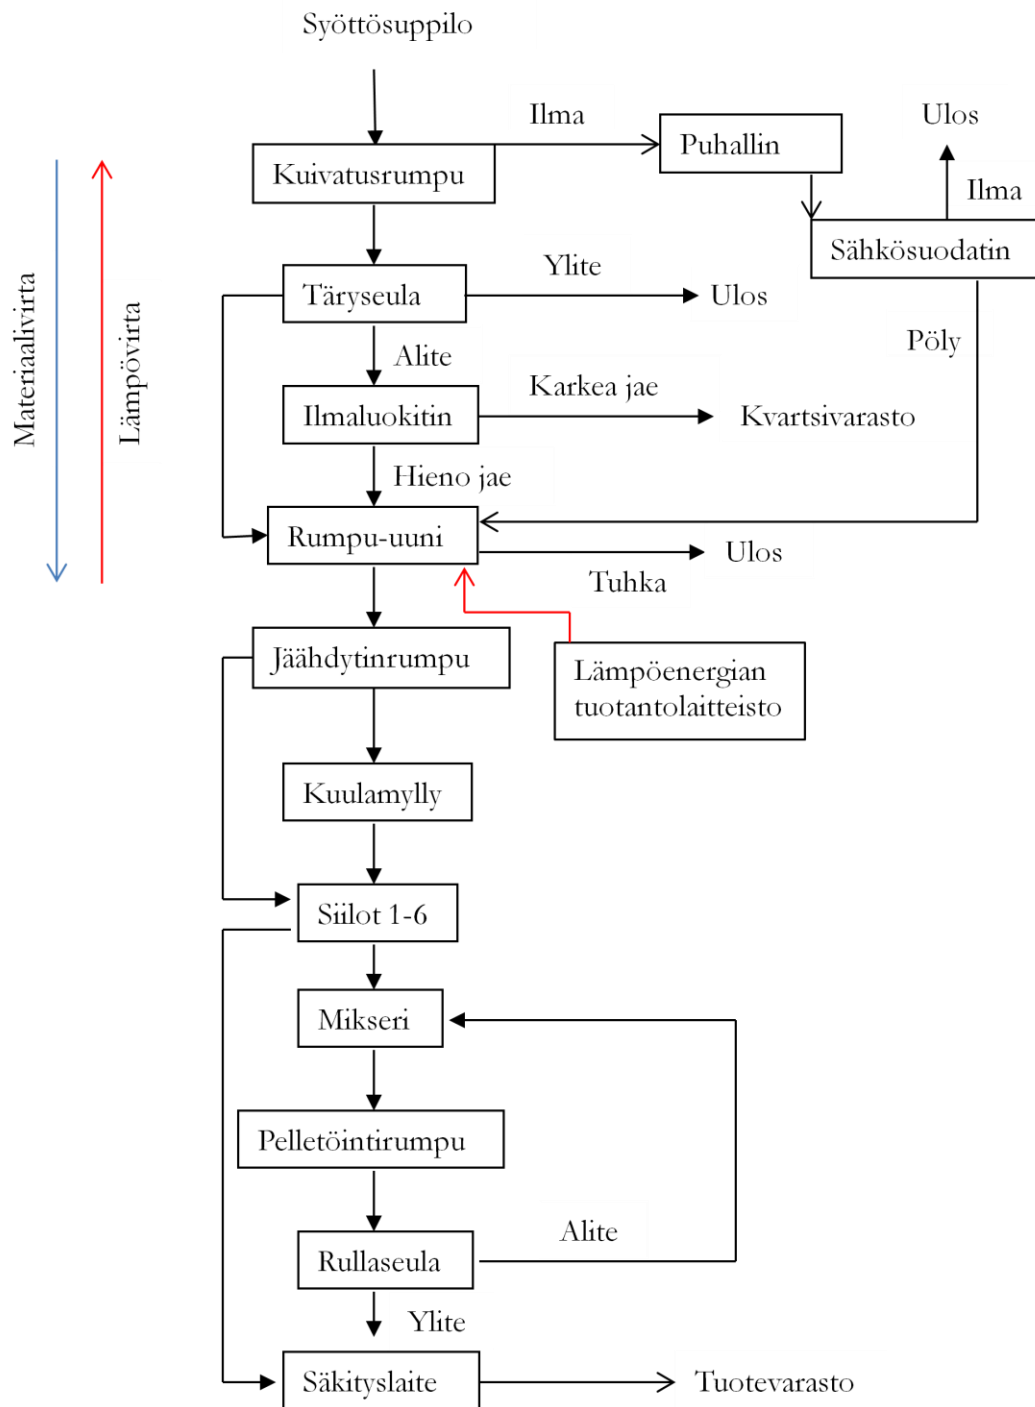 Syöttösuppilo
Ilma
Ulos
Puhallin
Kuivatusrumpu
Ilma
Sähkösuodatin
Ylite
Täryseula
Ulos
Materiaalivirta
Lämpövirta
Pöly
Alite
Karkea jae
Ilmaluokitin
Kvartsivarasto
Hieno jae
Rumpu-uuni
Ulos
Tuhka
Jäähdytinrumpu
Lämpöenergian
tuotantolaitteisto
Kuulamylly
Siilot 1-6
Mikseri
Pelletöintirumpu
Alite
Rullaseula
Ylite
Säkityslaite
Tuotevarasto